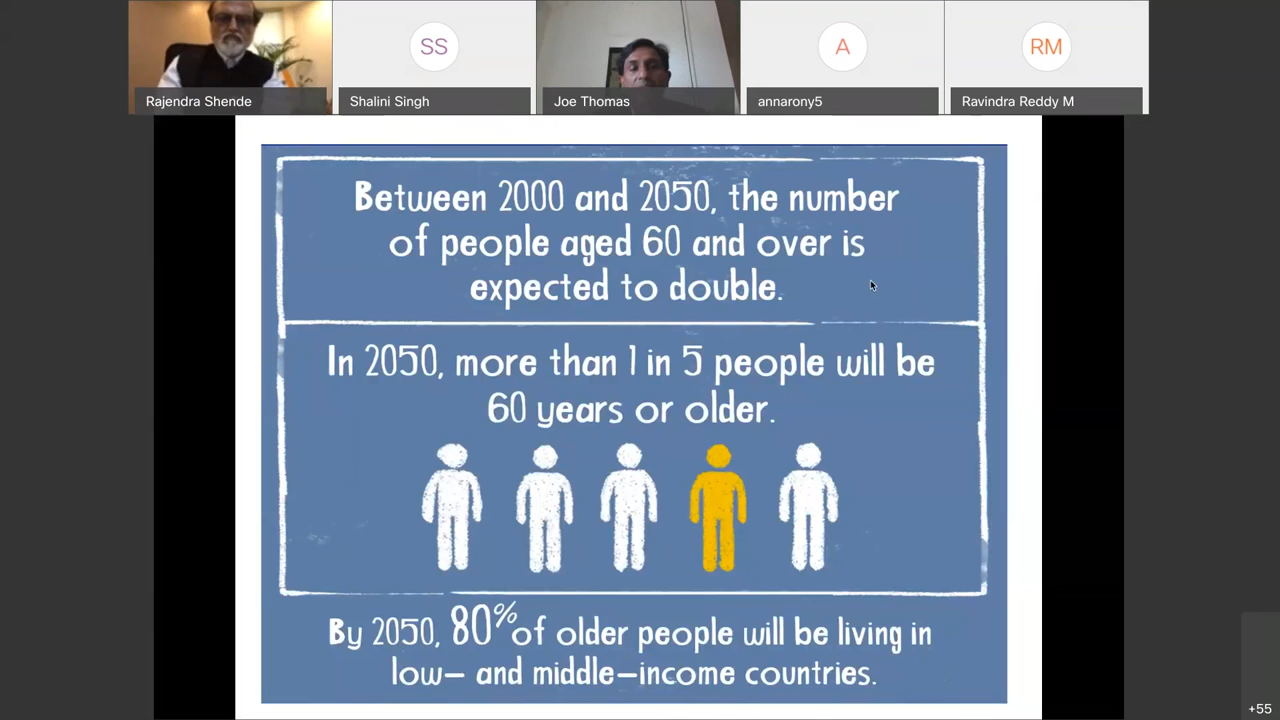 SS
A
RM
Rajendra Shende
Shalini Singh
Joe Thomas
annarony5
Ravindra Reddy M
Between 2000 and 2050, the number
of people aged 60 and over is
expected to double.
In 2050, more than 1 in 5 people will be
60 years or older.
By 2050, 80% of older people will be living in
low– and middle–income countries.
+55